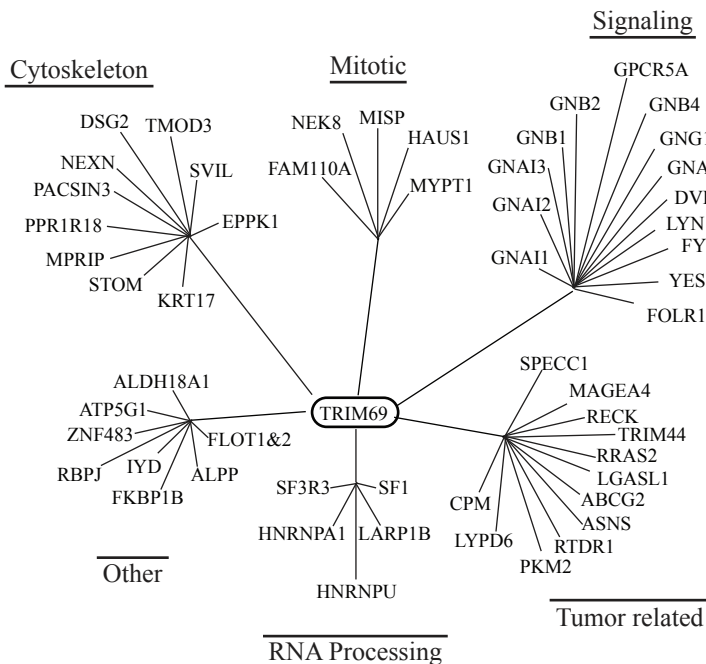 Signaling
Cytoskeleton
Mitotic
GPCR5A
DSG2
TMOD3
NEK8
MISP
GNB2
GNB4
HAUS1
GNB1
NEXN
SVIL
FAM110A
GNAI3
PACSIN3
MYPT1
GNAI2
PPR1R18
EPPK1
LYN
MPRIP
GNAI1
STOM
YES
KRT17
FOLR1
SPECC1
ALDH18A1
MAGEA4
ATP5G1
TRIM69
RECK
ZNF483
FLOT1&2
TRIM44
RBPJ
IYD
ALPP
RRAS2
LGASL1
FKBP1B
SF3R3
SF1
CPM
ABCG2
HNRNPA1
LARP1B
LYPD6
ASNS
RTDR1
PKM2
Other
HNRNPU
Tumor related
RNA Processing